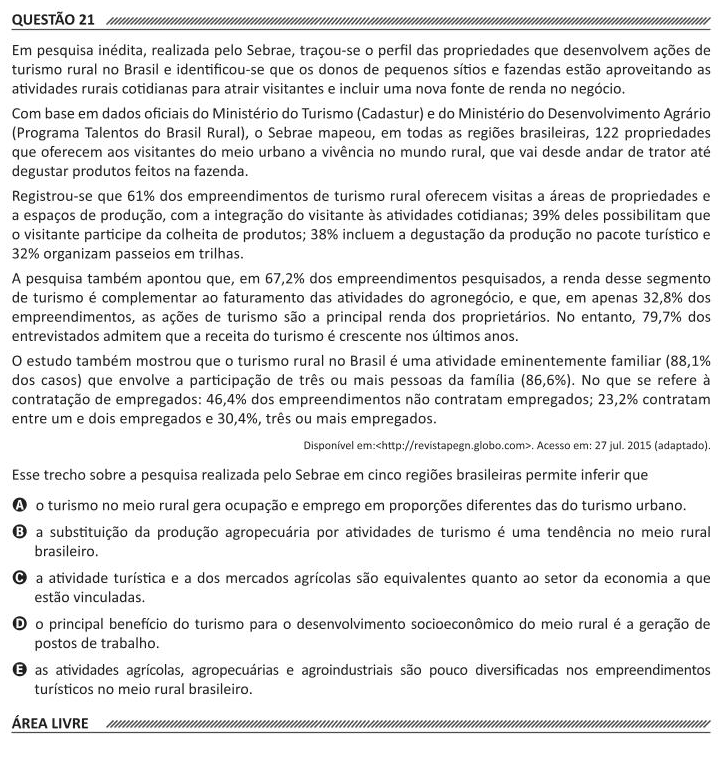 QUESTÃO 21
Em pesquisa inédita, realizada pelo Sebrae, traçou-se o perfil das propriedades que desenvolvem ações de
turismo rural no Brasil e identificou-se que os donos de pequenos sítios e fazendas estão aproveitando as
atividades rurais cotidianas para atrair visitantes e incluir uma nova fonte de renda no negócio.
Com base em dados oficiais do Ministério do Turismo (Cadastur) e do Ministério do Desenvolvimento Agrário
(Programa Talentos do Brasil Rural), o Sebrae mapeou, em todas as regiões brasileiras, 122 propriedades
que oferecem aos visitantes do meio urbano a vivência no mundo rural, que vai desde andar de trator até
degustar produtos feitos na fazenda.
Registrou-se que 61% dos empreendimentos de turismo rural oferecem visitas a áreas de propriedades e
a espaços de produção, com a integração do visitante às atividades cotidianas; 39% deles possibilitam que
o visitante participe da colheita de produtos; 38% incluem a degustação da produção no pacote turístico e
32% organizam passeios em trilhas.
A pesquisa também apontou que, em 67,2% dos empreendimentos pesquisados, a renda desse segmento
de turismo é complementar ao faturamento das atividades do agronegócio, e que, em apenas 32,8% dos
empreendimentos, as ações de turismo são a principal renda dos proprietários. No entanto, 79,7% dos
entrevistados admitem que a receita do turismo é crescente nos últimos anos.
O estudo também mostrou que o turismo rural no Brasil é uma atividade eminentemente familiar (88,1%
dos casos) que envolve a participação de três ou mais pessoas da família (86,6%). No que se refere à
contratação de empregados: 46,4% dos empreendimentos não contratam empregados; 23,2% contratam
entre um e dois empregados e 30,4%, três ou mais empregados.
Disponível em:<http://revistapegn.globo.com>. Acesso em: 27 jul. 2015 (adaptado).
Esse trecho sobre a pesquisa realizada pelo Sebrae em cinco regiões brasileiras permite inferir que
A o turismo no meio rural gera ocupação e emprego em proporções diferentes das do turismo urbano.
B a substituição da produção agropecuária por atividades de turismo é uma tendência no meio rural
brasileiro.
C a atividade turística e a dos mercados agrícolas são equivalentes quanto ao setor da economia a que
estão vinculadas.
D o principal benefício do turismo para o desenvolvimento socioeconômico do meio rural é a geração de
postos de trabalho.
E as atividades agrícolas, agropecuárias e agroindustriais são pouco diversificadas nos empreendimentos
turísticos no meio rural brasileiro.
ÁREA LIVRE